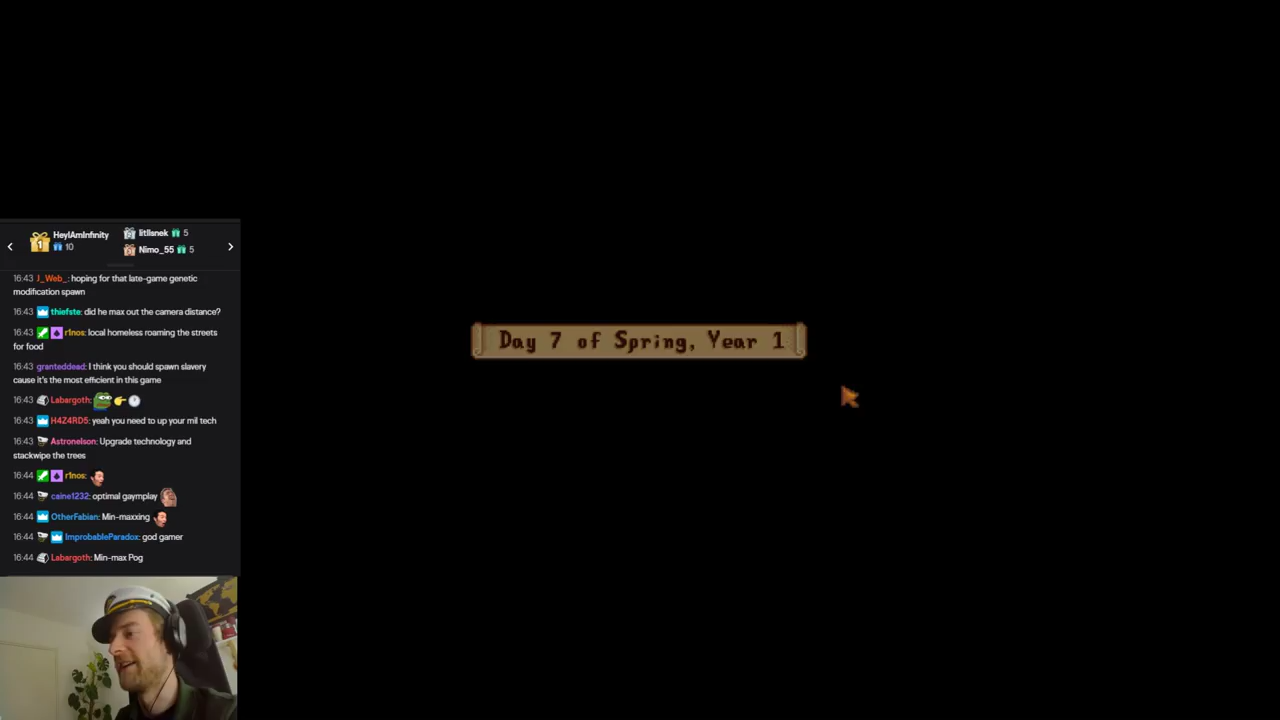 HeyIAmInfinity
10
litllsnek 5
Nimo_55 5
16:43 J_Web_: hoping for that late-game genetic
modification spawn
16:43 thiefste: did he max out the camera distance?
16:43 r1nos: local homeless roaming the streets
for food
16:43 granteddead: I think you should spawn slavery
cause it's the most efficient in this game
16:43 Labargoth:
16:43 H4Z4RD5: yeah you need to up your mil tech
16:43 Astronelson: Upgrade technology and
stackwipe the trees
16:44 r1nos:
16:44 caine1232: optimal gaymplay
16:44 OtherFabian: Min-maxxing
16:44 ImprobableParadox: god gamer
16:44 Labargoth: Min-max Pog
Day 7 of Spring, Year 1